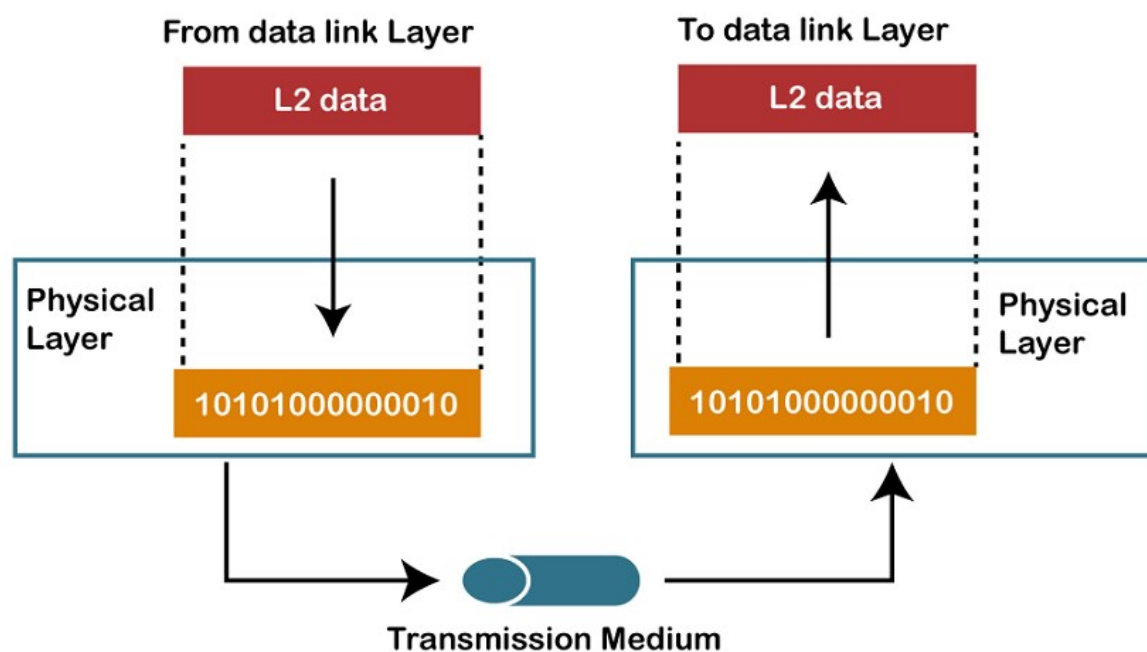 From data link Layer
To data link Layer
L2 data
L2 data
Physical
Layer
Physical
Layer
10101000000010
10101000000010
Transmission Medium